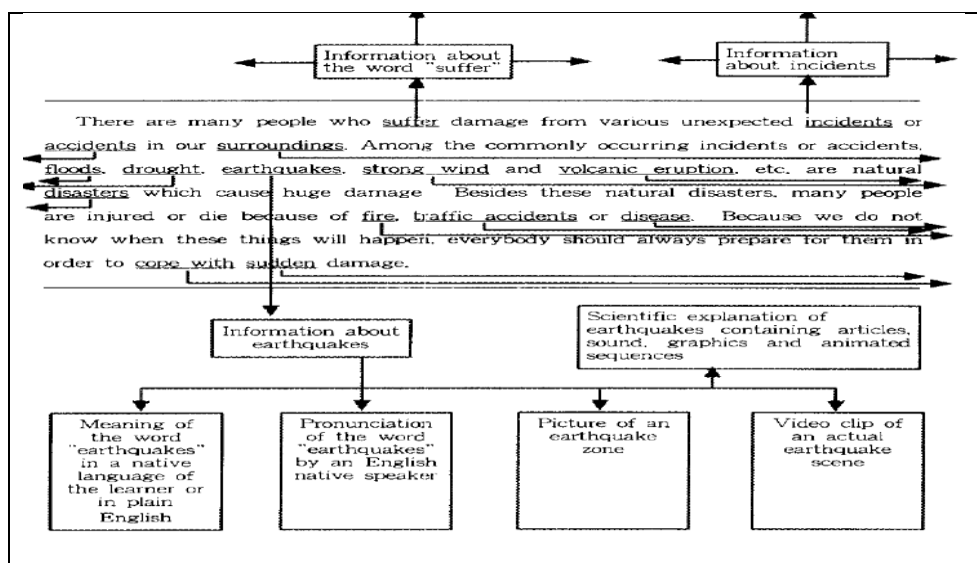 Information about
the word "suffer"
Information
about incidents
There are many people who suffer damage from various unexpected incidents or
accidents in our surroundings. Among the commonly occurring incidents or accidents,
floods, drought, earthquakes, strong wind and volcanic eruption, etc, are natural
disasters which cause huge damage Besides these natural disasters, many people
are injured or die because of fire, traffic accidents or disease. Because we do not
know when these things will happen, everybody should always prepare for them in
order to cope with sudden damage.
Information about
earthquakes
Scientific explanation of
earthquakes containing articles,
sound, graphics and animated
sequences
Meaning of
the word
"earthquakes"
in a native
language of
the learner or
in plain
English
Pronunciation
of the word
"earthquakes"
by an English
native speaker
Picture of an
earthquake
zone
Video clip of
an actual
earthquake
scene